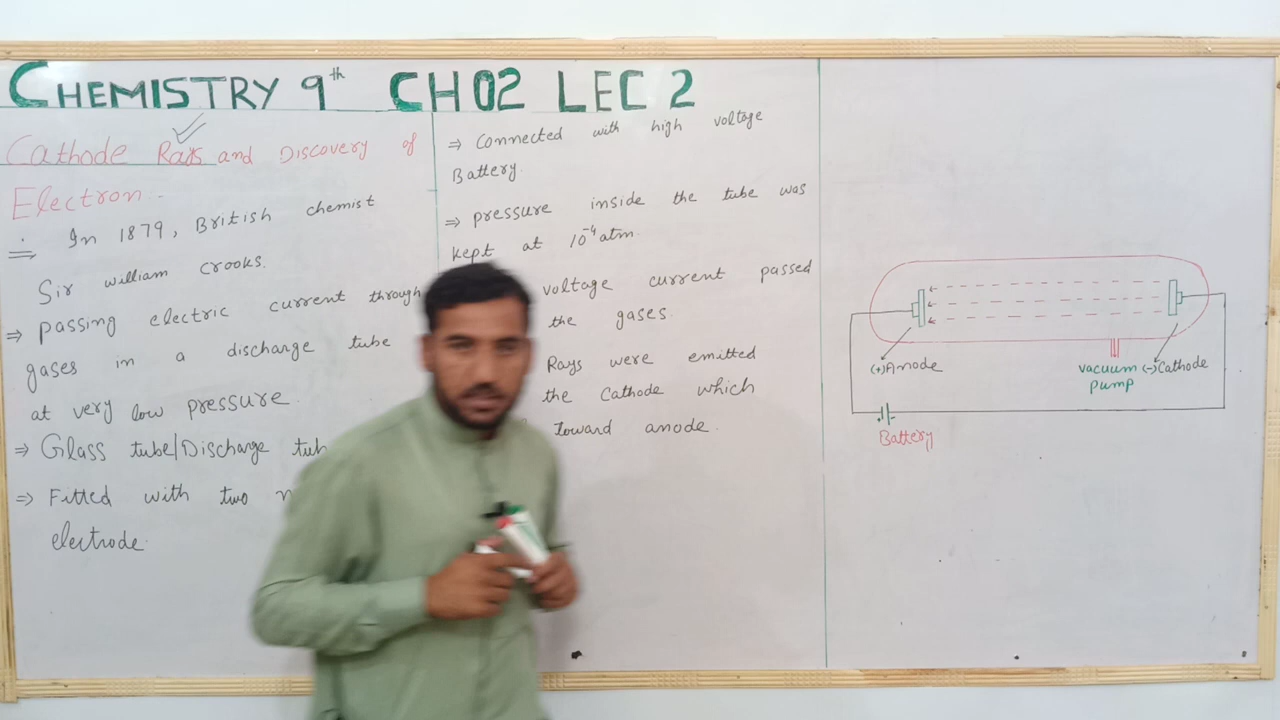 CHEMISTRY 9th CH02 LEC 2
Cathode Rays and Discovery of
Electron.
In 1879, British chemist
Sir william crooks.
⇒ passing electric current through
gases in a discharge tube
at very low pressure.
⇒ Glass tube/Discharge tub
⇒ Fitted with two
electrode.
⇒ Connected with high voltage
Battery.
⇒ pressure inside the tube was
kept at 10⁻⁴ atm.
voltage current passed
the gases.
Rays were emitted
the Cathode which
Toward anode.
(+)Anode
vacuum pump
(-)Cathode
Battery